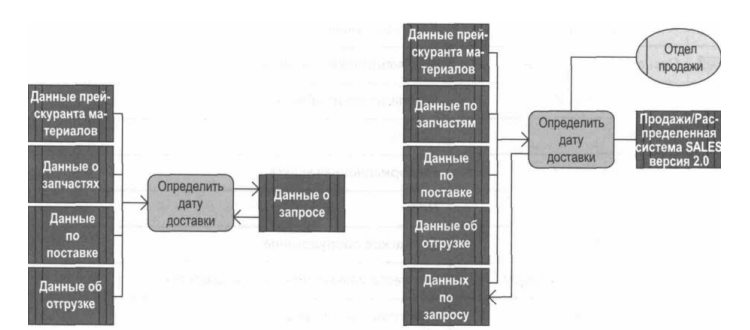 Данные прей-
скуранта ма-
териалов
Данные о
запчастях
Данные
по
поставке
Данные об
отгрузке
Определить
дату
доставки
Данные о
запросе
Данные прей-
скуранта ма-
териалов
Данные по
запчастям
Данные
по
поставке
Данные об
отгрузке
Данных
по
запросу
Определить
дату
доставки
Отдел
продажи
Продажи/Рас-
пределенная
система SALES
версия 2.0